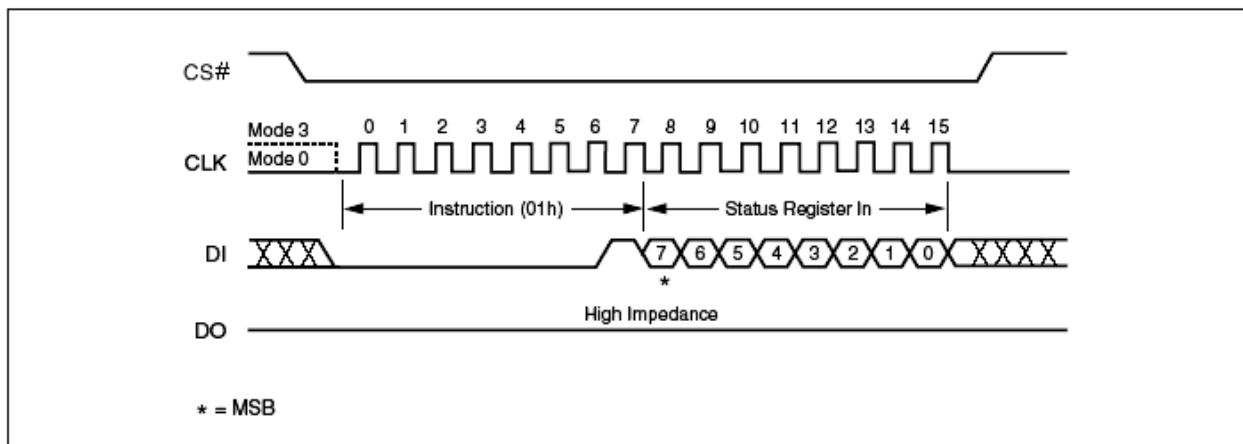 CS#
Mode 3
0 1 2 3 4 5 6 7 8 9 10 11 12 13 14 15
CLK
Mode 0
Instruction (01h)
Status Register In
DI
7 6 5 4 3 2 1 0
*
High Impedance
DO
* = MSB